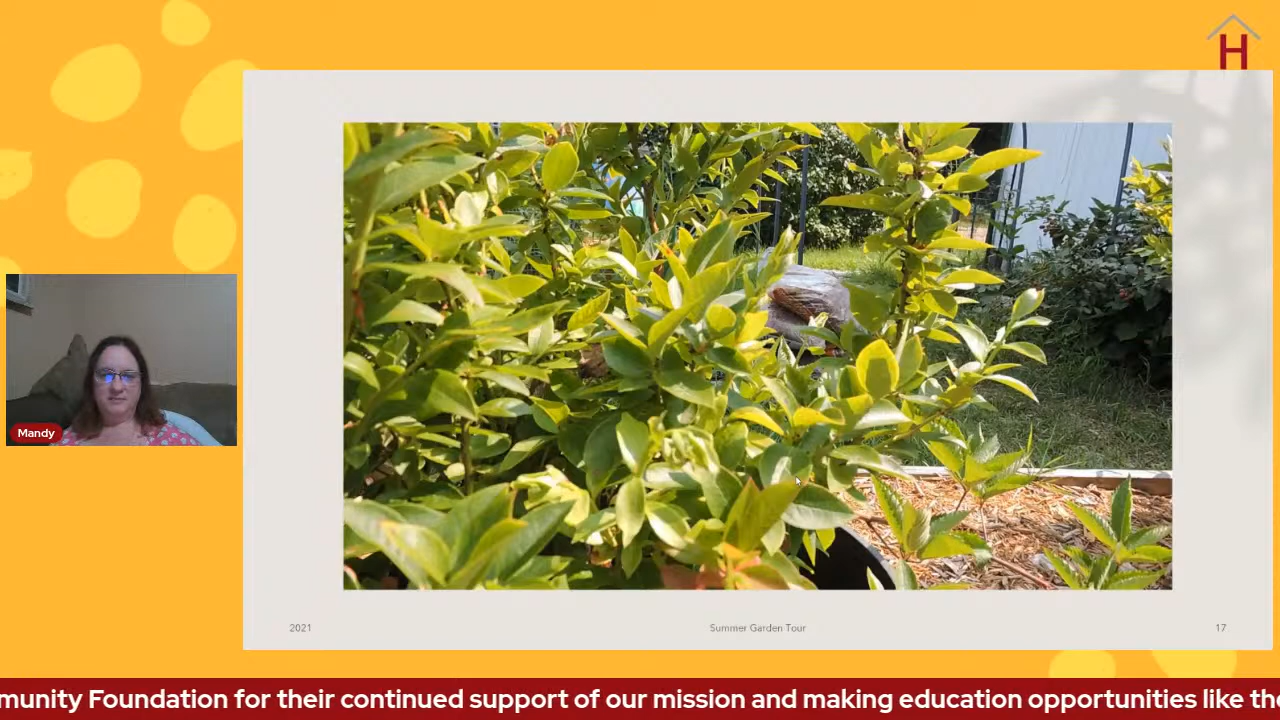 H
Mandy
2021
Summer Garden Tour
17
munity Foundation for their continued support of our mission and making education opportunities like the